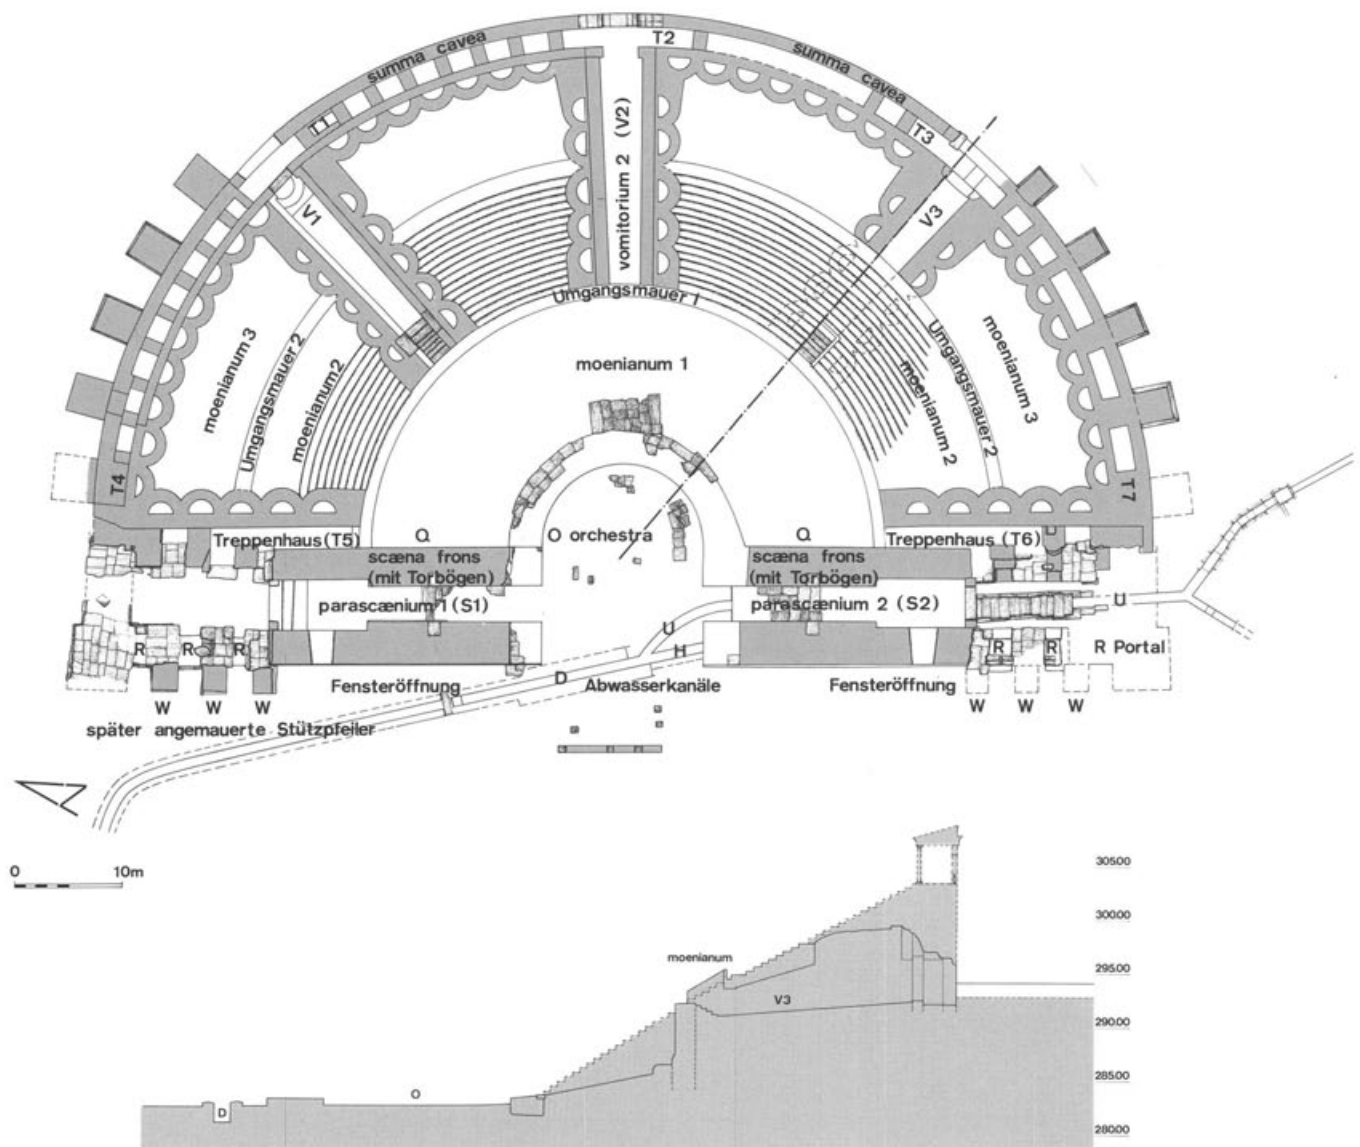 summa cavea
T2
summa cavea
T1
T3
vomitorium 2 (V2)
V1
V3
Umgangsmauer 1
moenianum 3
Umgangsmauer 2
moenianum2
moenianum 1
moenianum 2
Umgangsmauer 2
moenianum 3
T4
T7
Treppenhaus (T5)
Q
O orchestra
Q
Treppenhaus (T6)
scæna frons
(mit Torbögen)
scæna frons
(mit Torbögen)
parascænium 1 (S1)
parascænium 2 (S2)
U
U
R
R
R
H
R
R
R Portal
D
Fensteröffnung
Abwasserkanäle
Fensteröffnung
W
W
W
W
W
W
später angemauerte Stützpfeiler
0 10m
305.00
300.00
295.00
290.00
285.00
280.00
moenianum
V3
O
D